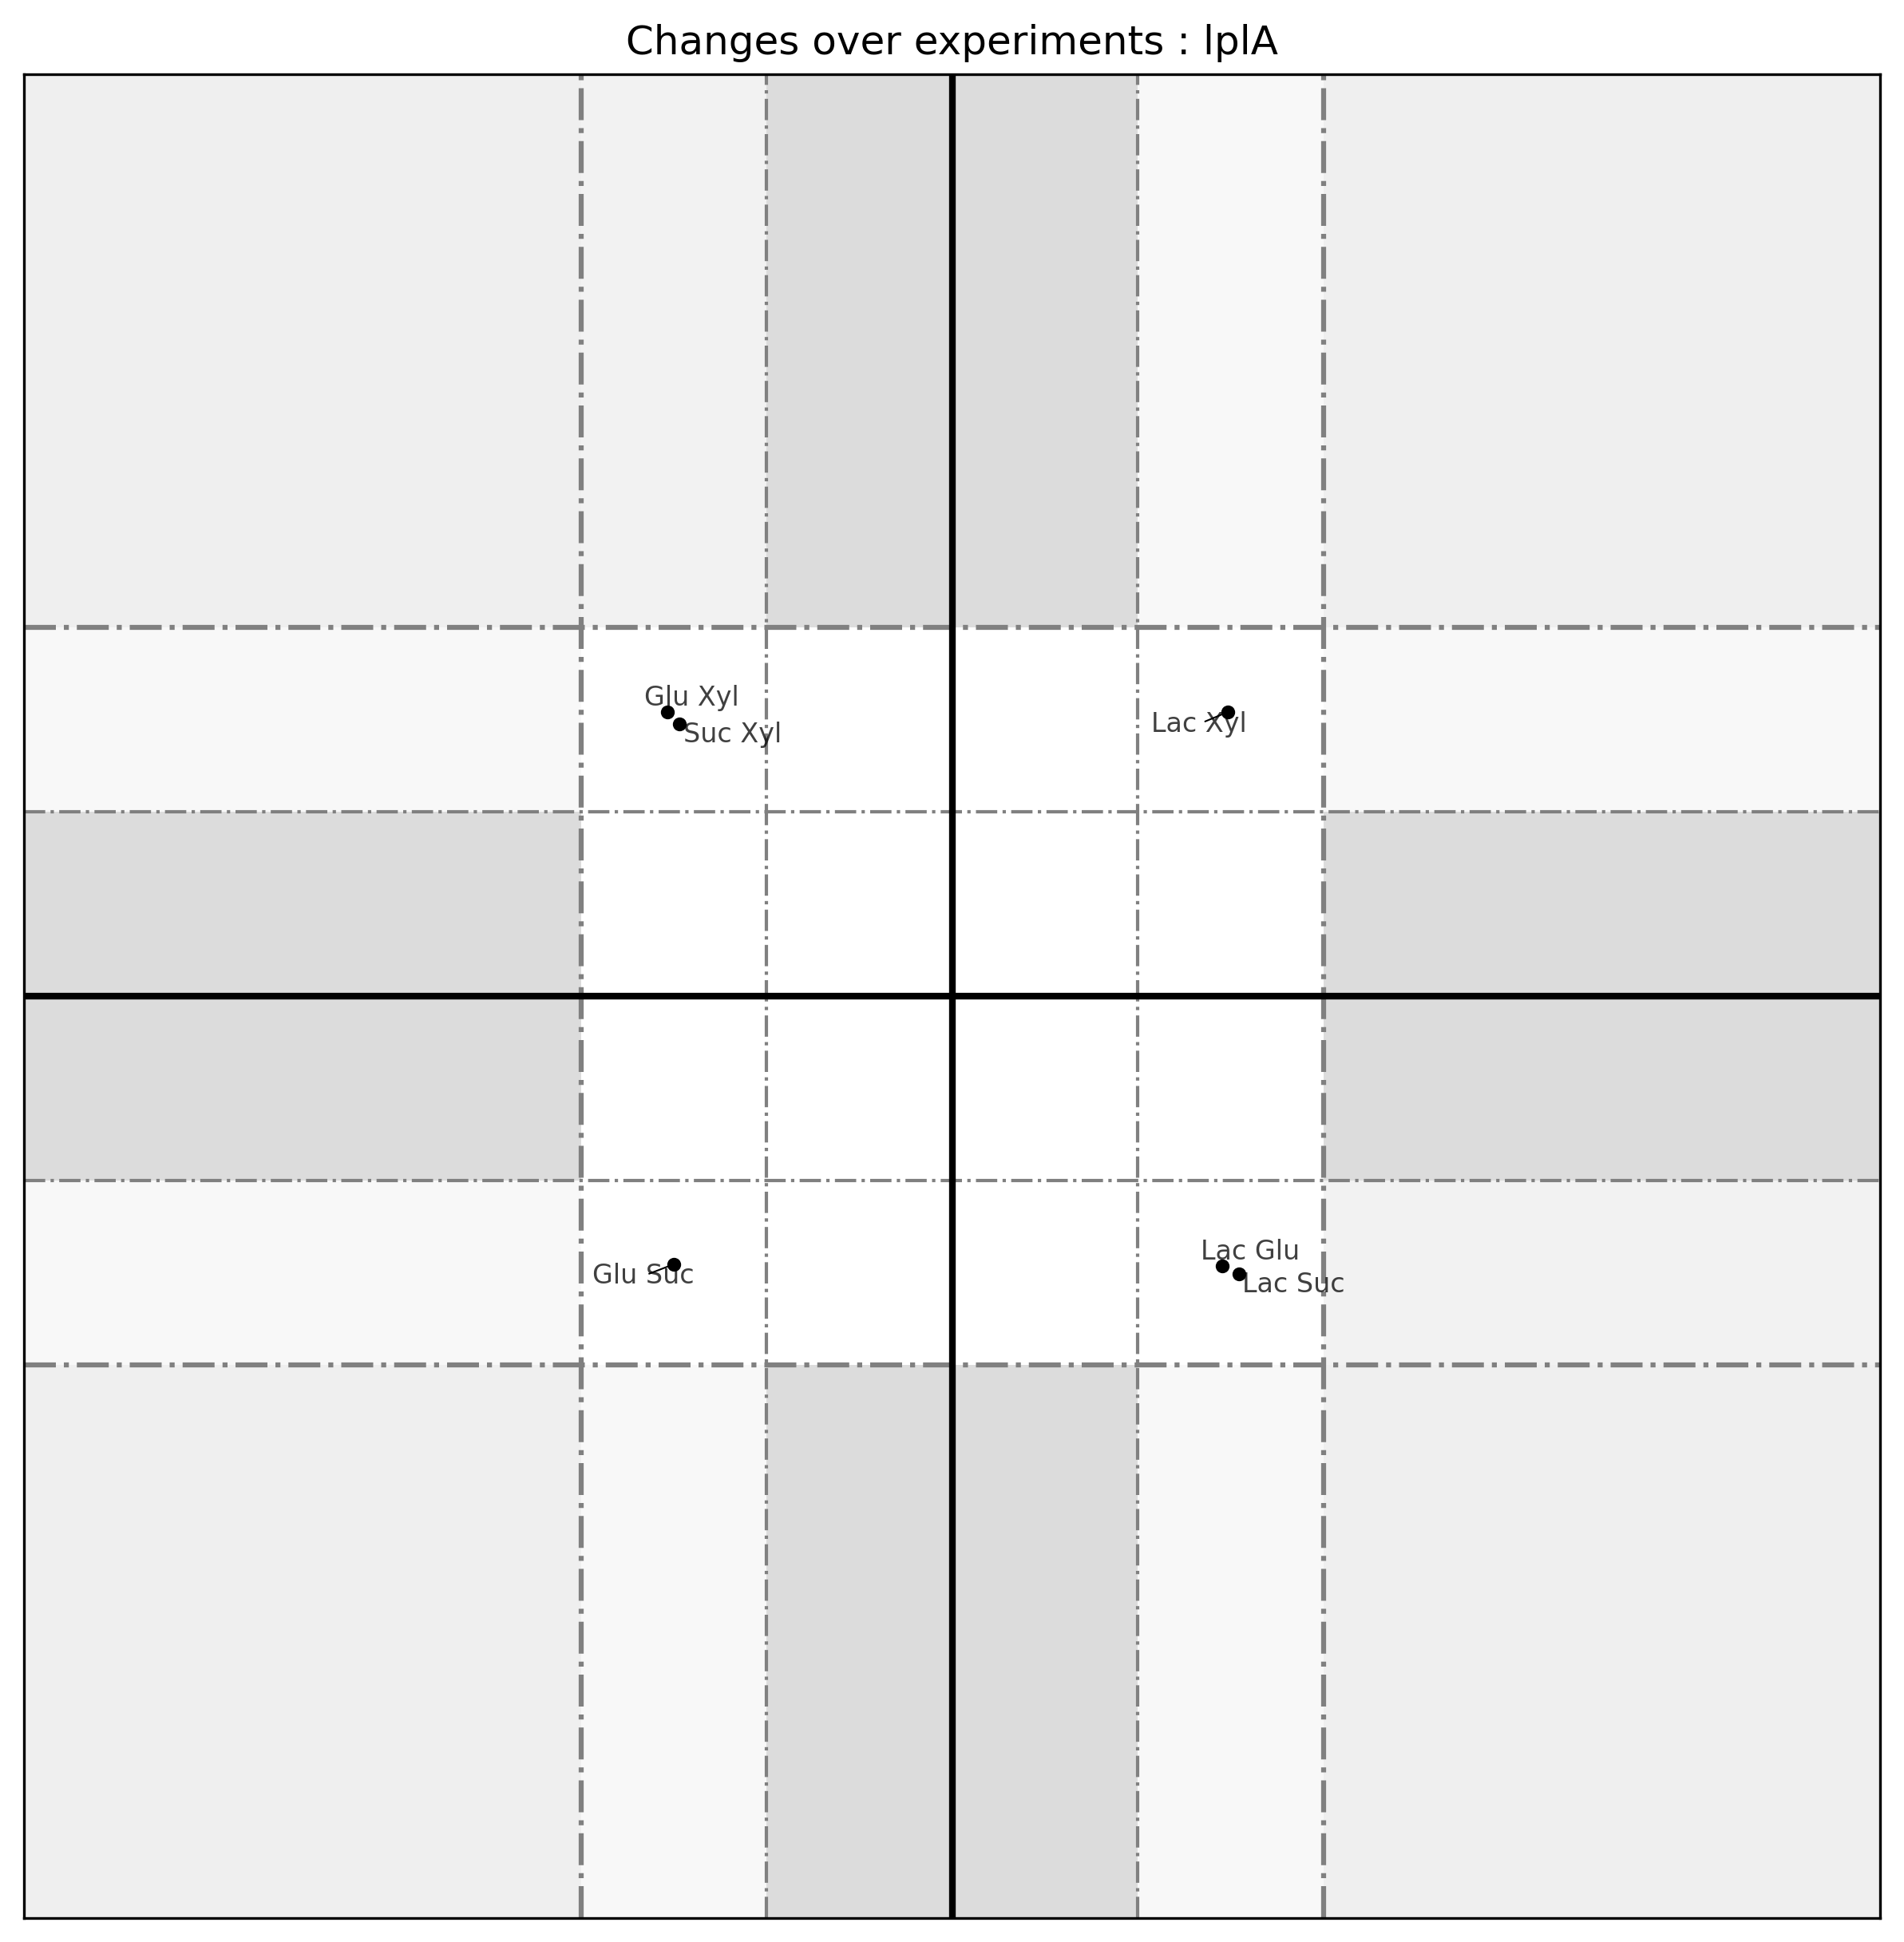 Changes over experiments : lplA
Glu Xyl
Suc Xyl
Lac Xyl
Glu Suc
Lac Glu
Lac Suc